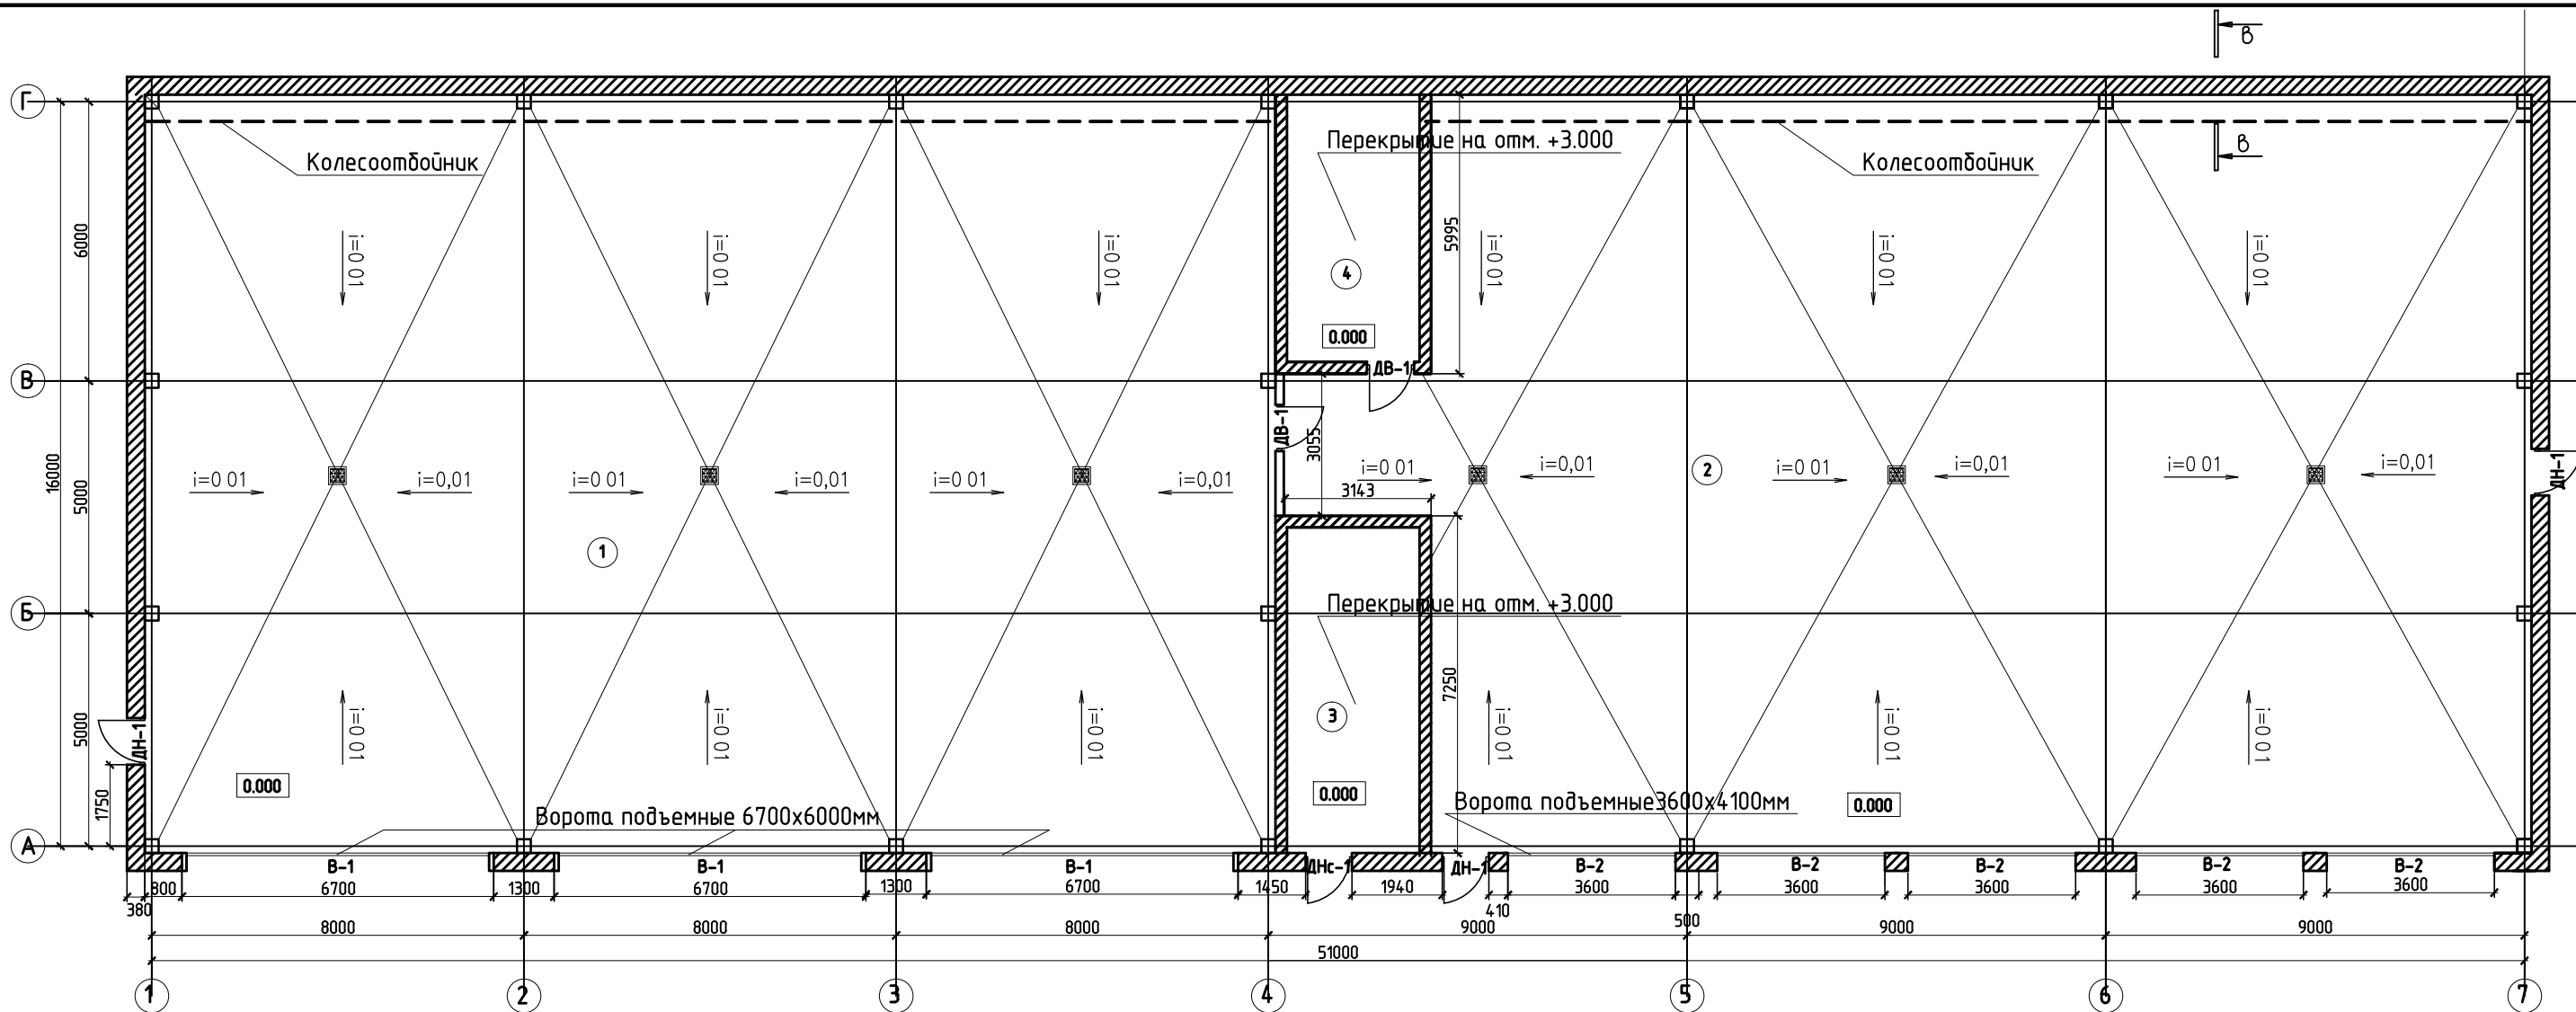 В
Г
Перекрытие на отм. +3.000
В
Колесоотбойник
Колесоотбойник
6000
5995
i=0 01
i=0 01
i=0 01
i=0 01
i=0 01
i=0 01
4
0.000
В
ДВ-1
ДВ-1
3055
16000
5000
i=0 01
i=0,01
i=0 01
i=0,01
i=0 01
i=0,01
i=0 01
i=0,01
2
i=0 01
i=0,01
i=0 01
i=0,01
ДН-1
3143
1
Б
Перекрытие на отм. +3.000
7250
3
5000
i=0 01
i=0 01
i=0 01
i=0 01
i=0 01
i=0 01
ДН-1
0.000
0.000
0.000
1750
Ворота подъемные 6700х6000мм
Ворота подъемные3600х4100мм
А
В-1
В-1
В-1
ДНс-1
ДН-1
В-2
В-2
В-2
В-2
В-2
800
6700
1300
6700
1300
6700
1450
1940
3600
3600
3600
3600
3600
380
410
500
8000
8000
8000
9000
9000
9000
51000
1
2
3
4
5
6
7